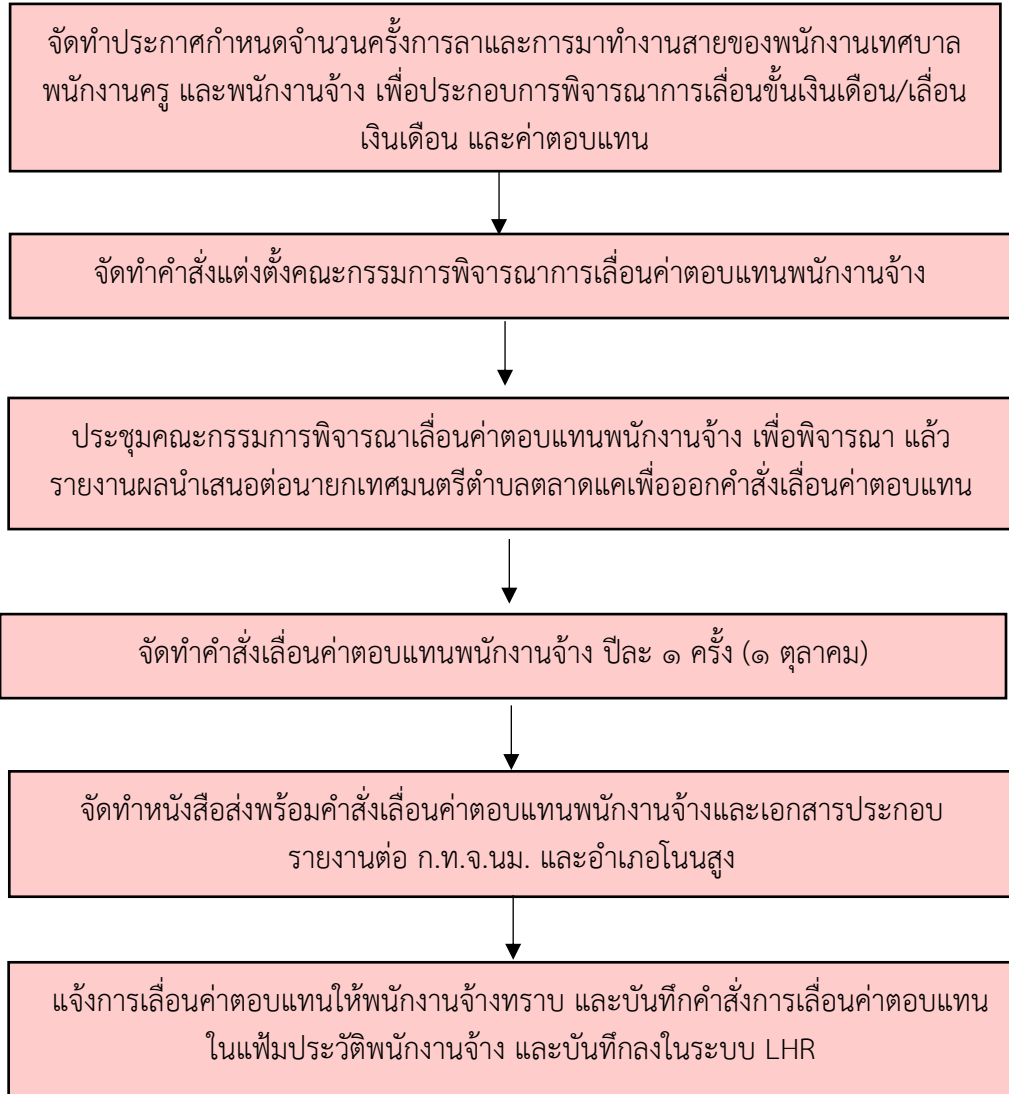 จัดทำประกาศกำหนดจำนวนครั้งการลาและการมาทำงานสายของพนักงานเทศบาล
พนักงานครู และพนักงานจ้าง เพื่อประกอบการพิจารณาการเลื่อนขั้นเงินเดือน/เลื่อน
เงินเดือน และค่าตอบแทน
จัดทำคำสั่งแต่งตั้งคณะกรรมการพิจารณาการเลื่อนค่าตอบแทนพนักงานจ้าง
ประชุมคณะกรรมการพิจารณาเลื่อนค่าตอบแทนพนักงานจ้าง เพื่อพิจารณา แล้ว
รายงานผลนำเสนอต่อนายกเทศมนตรีตำบลตลาดแคเพื่อออกคำสั่งเลื่อนค่าตอบแทน
จัดทำคำสั่งเลื่อนค่าตอบแทนพนักงานจ้าง ปีละ ๑ ครั้ง (๑ ตุลาคม)
จัดทำหนังสือส่งพร้อมคำสั่งเลื่อนค่าตอบแทนพนักงานจ้างและเอกสารประกอบ
รายงานต่อ ก.ท.จ.นม. และอำเภอโนนสูง
แจ้งการเลื่อนค่าตอบแทนให้พนักงานจ้างทราบ และบันทึกคำสั่งการเลื่อนค่าตอบแทน
ในแฟ้มประวัติพนักงานจ้าง และบันทึกลงในระบบ LHR